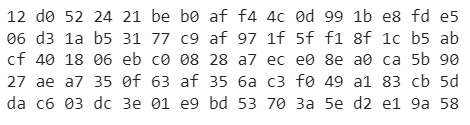 12 d0 52 24 21 be b0 af f4 4c 0d 99 1b e8 fd e5
06 d3 1a b5 31 77 c9 af 97 1f 5f f1 8f 1c b5 ab
cf 40 18 06 eb c0 08 28 a7 ec e0 8e a0 ca 5b 90
27 ae a7 35 0f 63 af 35 6a c3 f0 49 a1 83 cb 5d
da c6 03 dc 3e 01 e9 bd 53 70 3a 5e d2 e1 9a 58